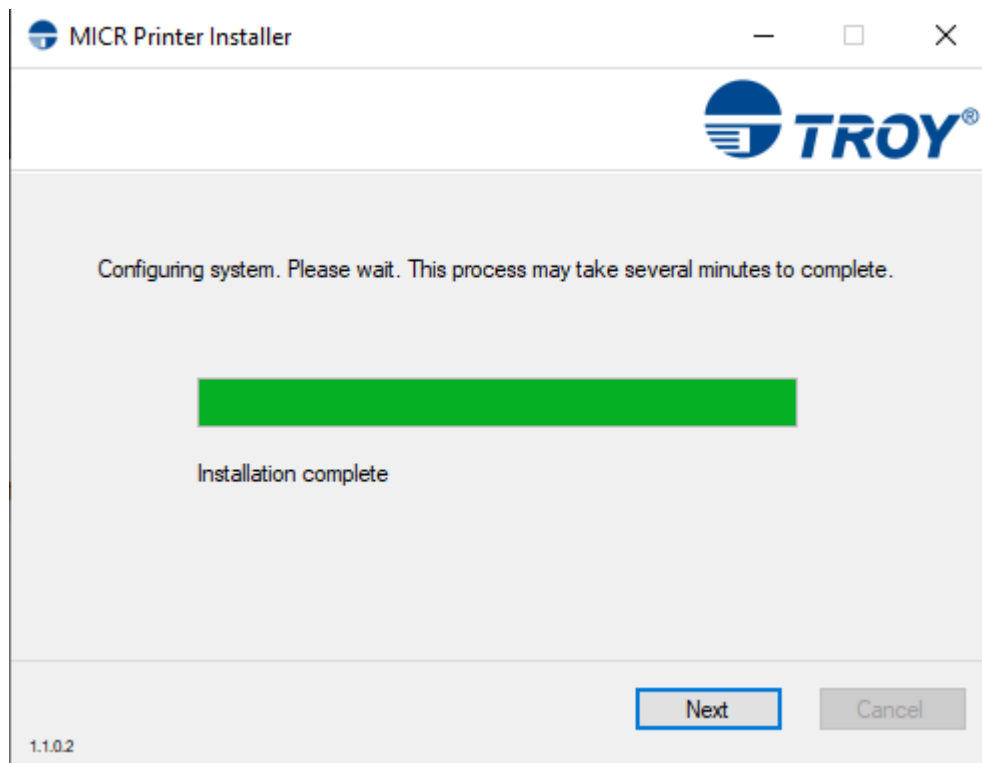 MICR Printer Installer
TROY®
Configuring system. Please wait. This process may take several minutes to complete.
Installation complete
Next
Cancel
1.1.0.2